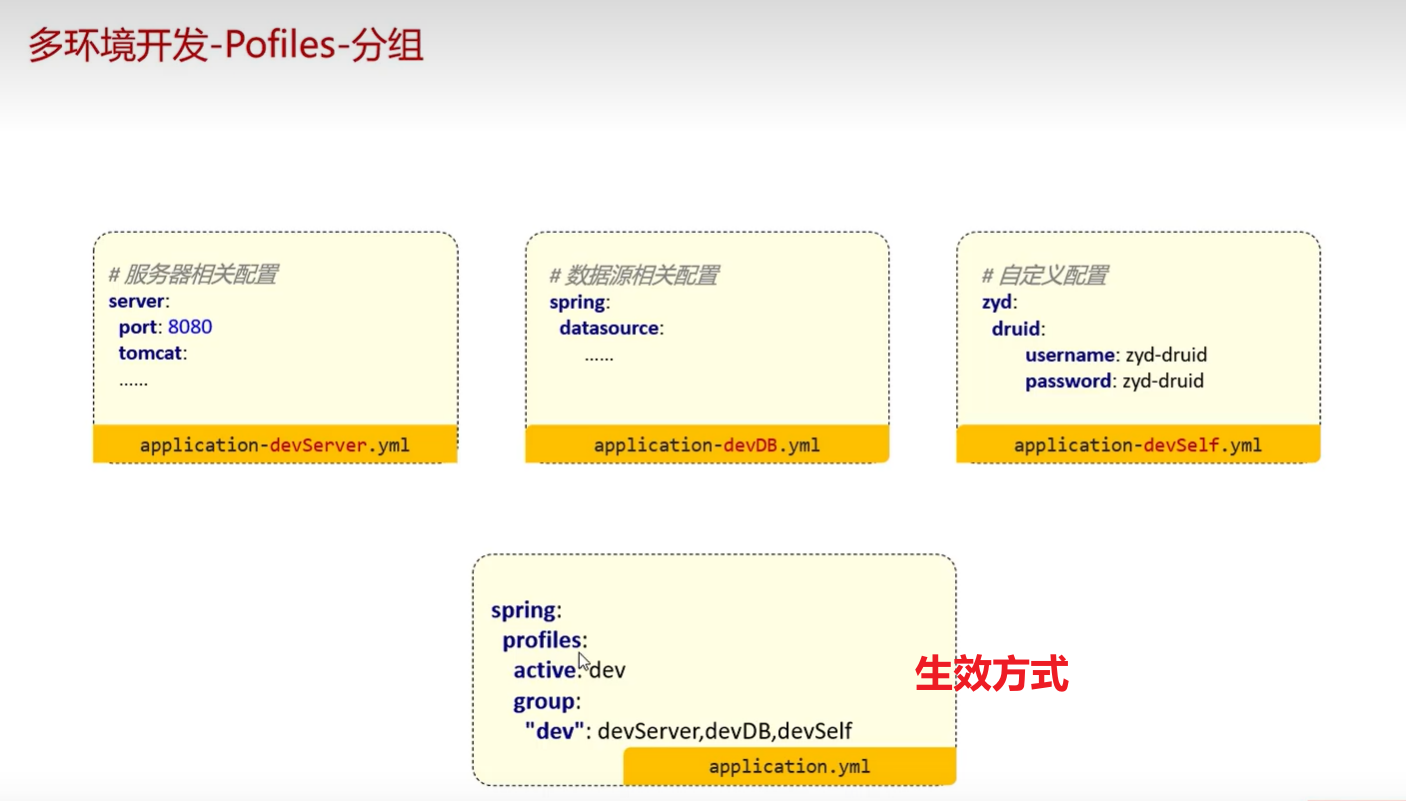 多环境开发-Pofiles-分组
# 服务器相关配置
server:
port: 8080
tomcat:
......
application-devServer.yml
# 数据源相关配置
spring:
datasource:
......
application-devDB.yml
# 自定义配置
zyd:
druid:
username: zyd-druid
password: zyd-druid
application-devSelf.yml
spring:
profiles:
active: dev
group:
"dev": devServer,devDB,devSelf
application.yml
生效方式